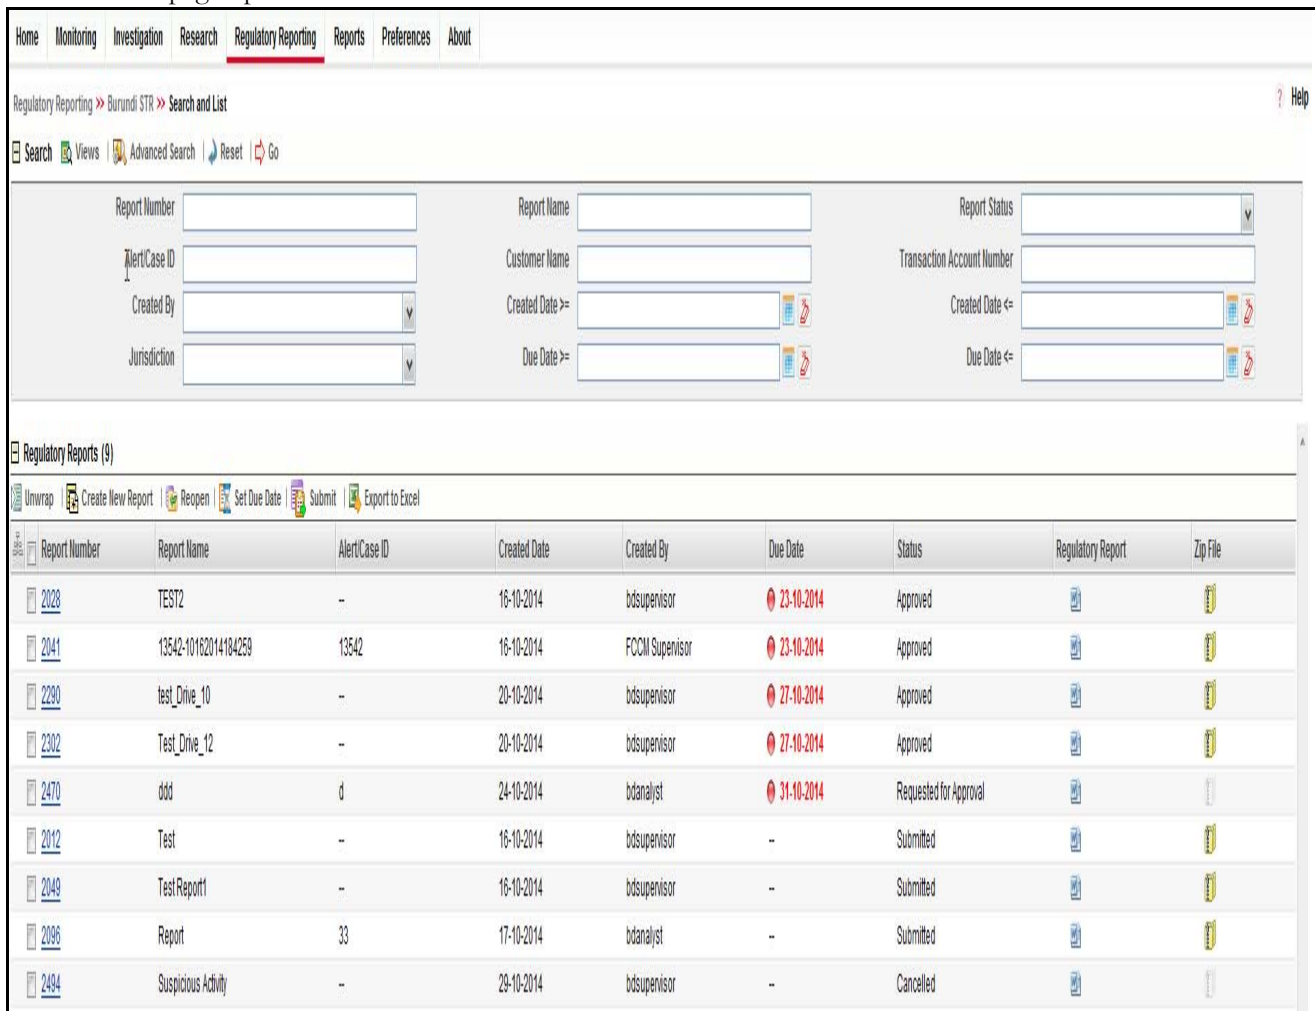 Home Monitoring Investigation Research Regulatory Reporting Reports Preferences About
Regulatory Reporting » Burundi STR » Search and List
? Help
Search Views | Advanced Search | Reset | Go
Report Number Report Name Report Status
Alert/Case ID Customer Name Transaction Account Number
Created By Created Date >= Created Date <=
Jurisdiction Due Date >= Due Date <=
Regulatory Reports (9)
Unwrap | Create New Report | Reopen | Set Due Date | Submit | Export to Excel
Report Number Report Name Alert/Case ID Created Date Created By Due Date Status Regulatory Report Zip File
2028 TEST2 -- 16-10-2014 bdsupervisor 23-10-2014 Approved
2041 13542-10162014184259 13542 16-10-2014 FCCM Supervisor 23-10-2014 Approved
2290 test_Drive_10 -- 20-10-2014 bdsupervisor 27-10-2014 Approved
2302 Test_Drive_12 -- 20-10-2014 bdsupervisor 27-10-2014 Approved
2470 ddd d 24-10-2014 bdanalyst 31-10-2014 Requested for Approval
2012 Test -- 16-10-2014 bdsupervisor -- Submitted
2049 Test Report1 -- 16-10-2014 bdsupervisor -- Submitted
2096 Report 33 17-10-2014 bdanalyst -- Submitted
2494 Suspicious Activity -- 29-10-2014 bdsupervisor -- Cancelled